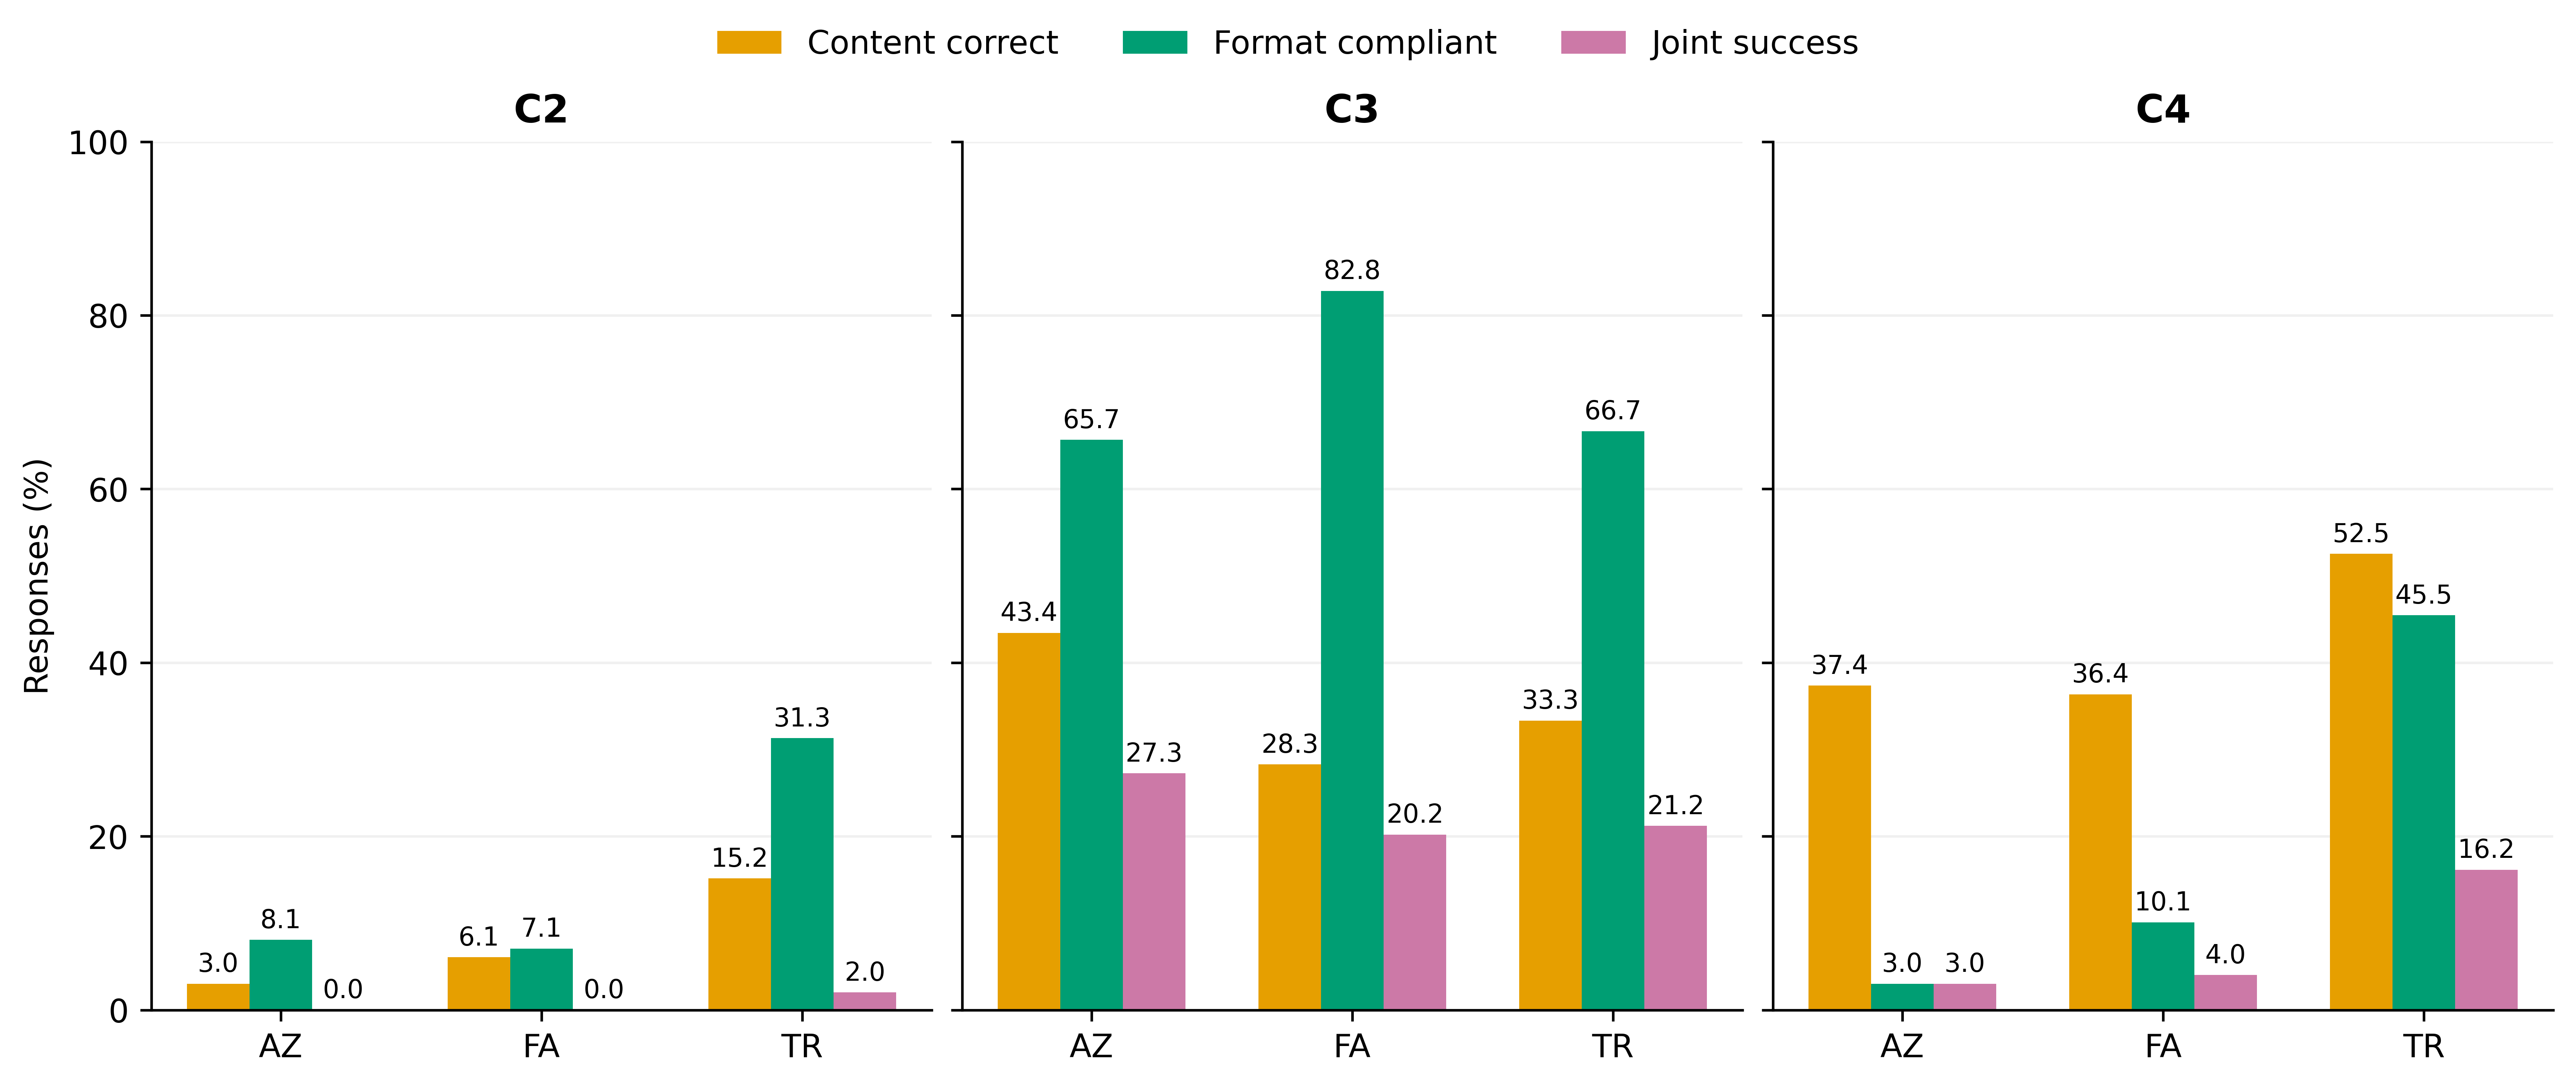 Content correct Format compliant Joint success
C2 C3 C4
Responses (%)
100
80
60
40
20
0
3.0 8.1 0.0 6.1 7.1 0.0 15.2 31.3 2.0
AZ FA TR
43.4 65.7 27.3 28.3 82.8 20.2 33.3 66.7 21.2
AZ FA TR
37.4 3.0 3.0 36.4 10.1 4.0 52.5 45.5 16.2
AZ FA TR